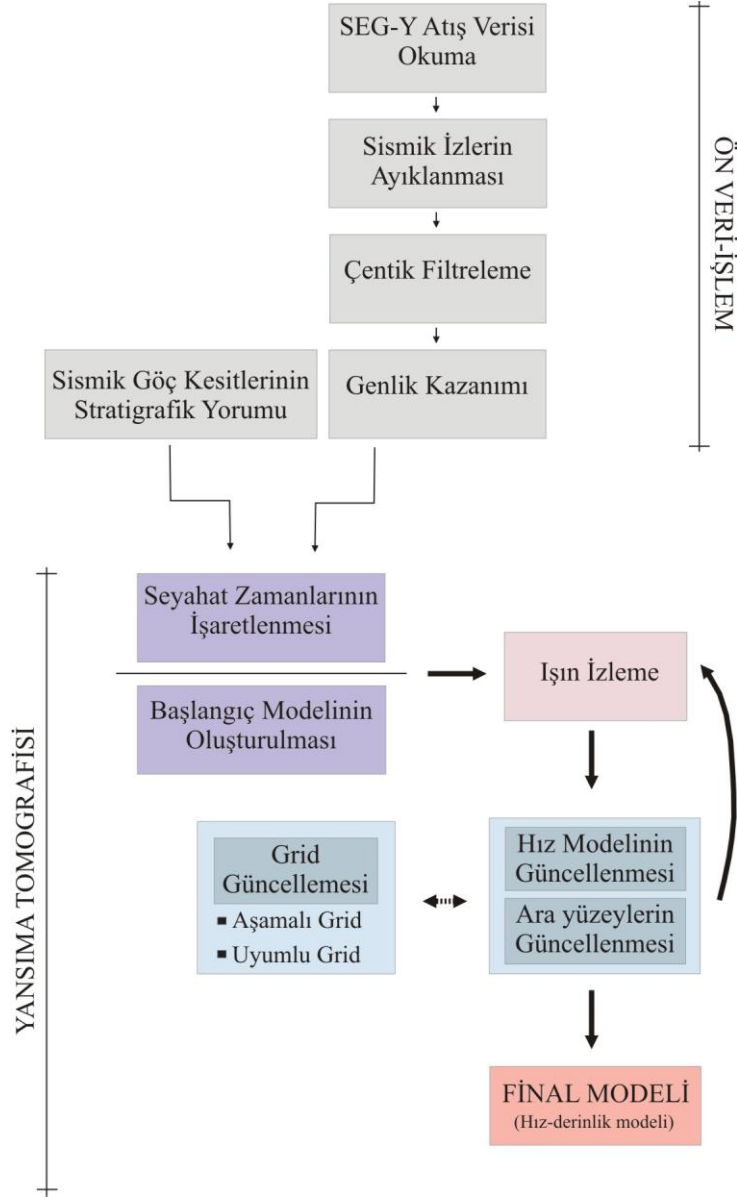 SEG-Y Atış Verisi
Okuma
Sismik İzlerin
Ayıklanması
Çentik Filtreleme
Sismik Göç Kesitlerinin
Stratigrafik Yorumu
Genlik Kazanımı
ÖN VERİ-İŞLEM
Seyahat Zamanlarının
İşaretlenmesi
Başlangıç Modelinin
Oluşturulması
Işın İzleme
Grid
Güncellemesi
Aşamalı Grid
Uyumlu Grid
Hız Modelinin
Güncellenmesi
Ara yüzeylerin
Güncellenmesi
FİNAL MODELİ
(Hız-derinlik modeli)
YANSIMA TOMOGRAFİSİ